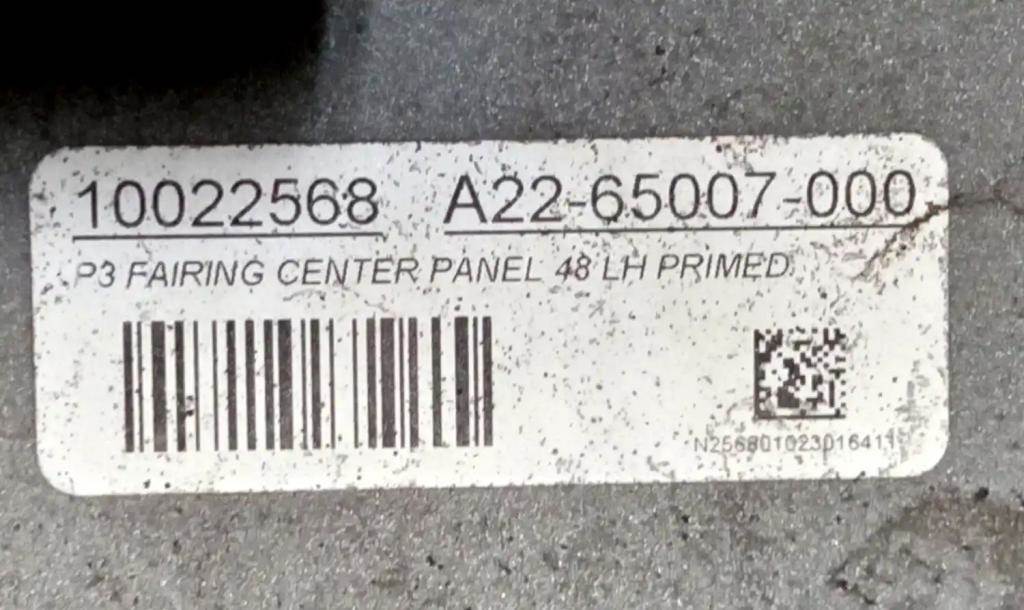 10022568 A22-65007-000
P3 FAIRING CENTER PANEL 48 LH PRIMED
N256801023016411